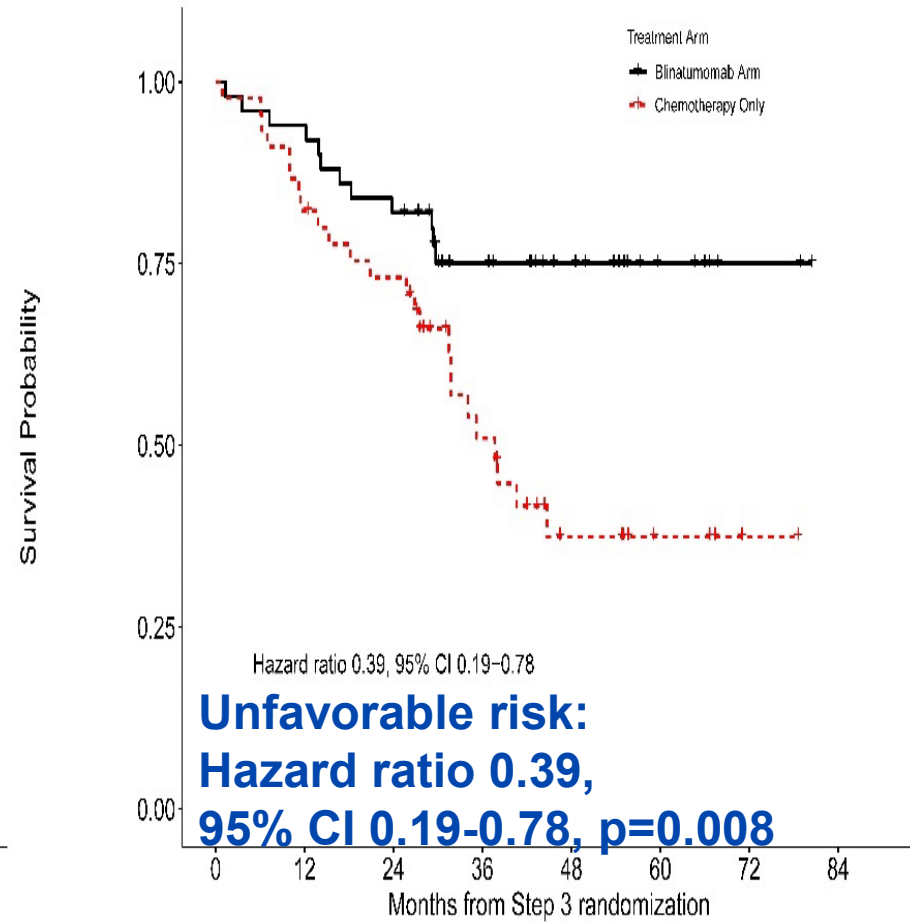 Treatment Arm
Blinatumomab Arm
Chemotherapy Only
Survival Probability
1.00
0.75
0.50
0.25
0.00
Hazard ratio 0.39, 95% CI 0.19−0.78
Unfavorable risk:
Hazard ratio 0.39,
95% CI 0.19-0.78, p=0.008
0 12 24 36 48 60 72 84
Months from Step 3 randomization